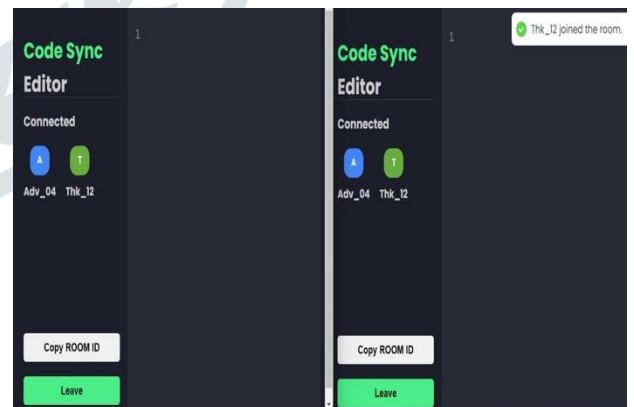 Code Sync
Editor
Connected
A T
Adv_04 Thk_12
Copy ROOM ID
Leave
1
Code Sync
Editor
Connected
A T
Adv_04 Thk_12
Copy ROOM ID
Leave
1
Thk_12 joined the room.